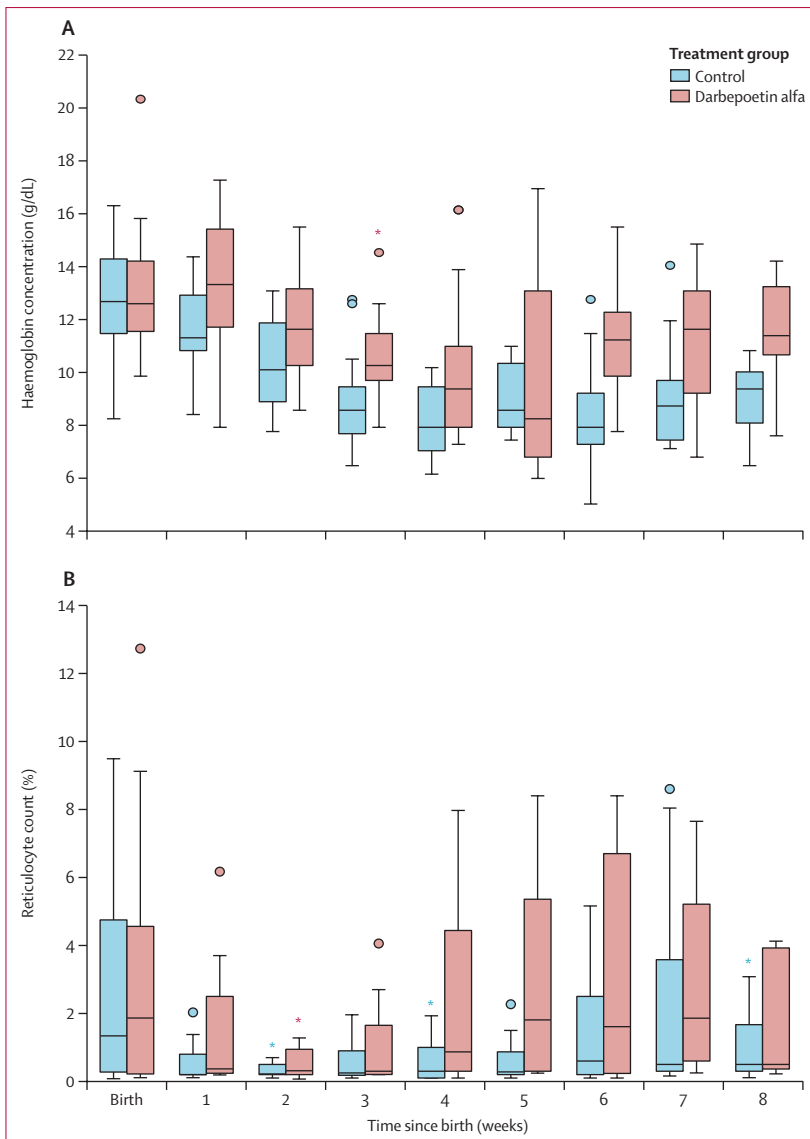 A
Treatment group
Control
Darbepoetin alfa
Haemoglobin concentration (g/dL)
22
20
18
16
14
12
10
8
6
4
*
B
Reticulocyte count (%)
14
12
10
8
6
4
2
0
* * * *
Birth 1 2 3 4 5 6 7 8
Time since birth (weeks)